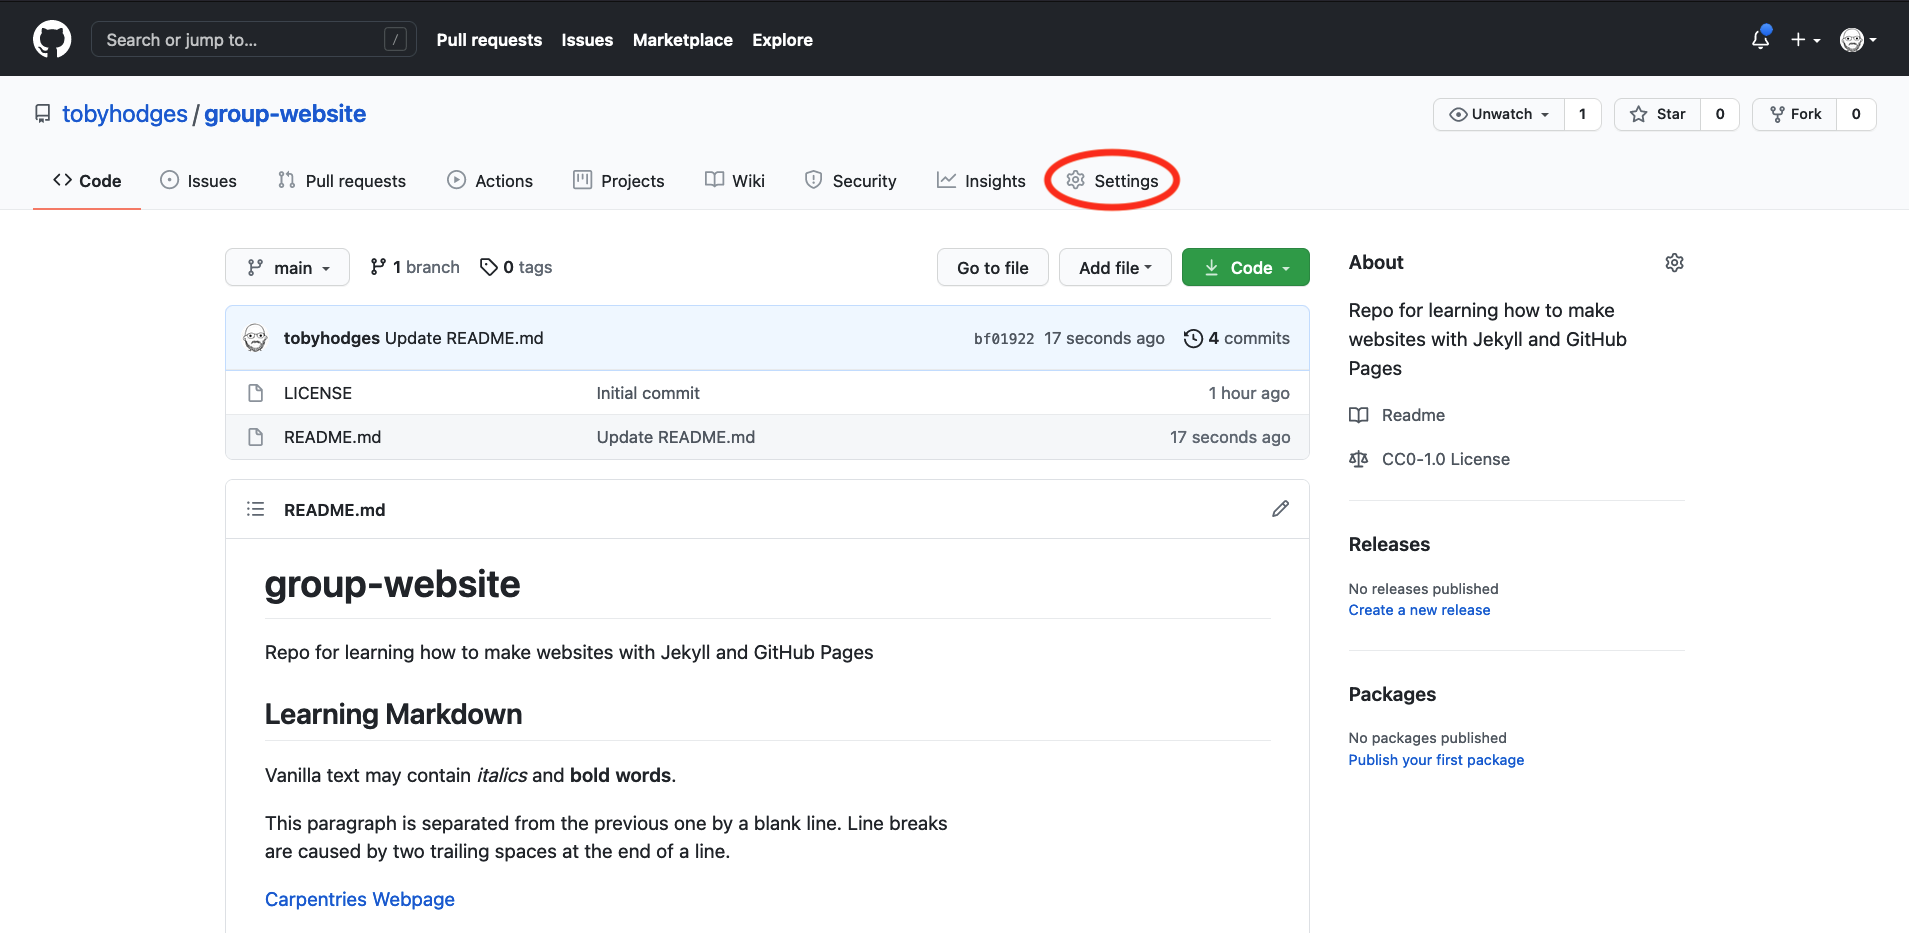 Search or jump to... /
Pull requests Issues Marketplace Explore
tobyhodges / group-website
Unwatch 1 Star 0 Fork 0
Code Issues Pull requests Actions Projects Wiki Security Insights Settings
main 1 branch 0 tags Go to file Add file Code
tobyhodges Update README.md bf01922 17 seconds ago 4 commits
LICENSE Initial commit 1 hour ago
README.md Update README.md 17 seconds ago
README.md
group-website
Repo for learning how to make websites with Jekyll and GitHub Pages
Learning Markdown
Vanilla text may contain italics and bold words.
This paragraph is separated from the previous one by a blank line. Line breaks
are caused by two trailing spaces at the end of a line.
Carpentries Webpage
About
Repo for learning how to make
websites with Jekyll and GitHub
Pages
Readme
CC0-1.0 License
Releases
No releases published
Create a new release
Packages
No packages published
Publish your first package